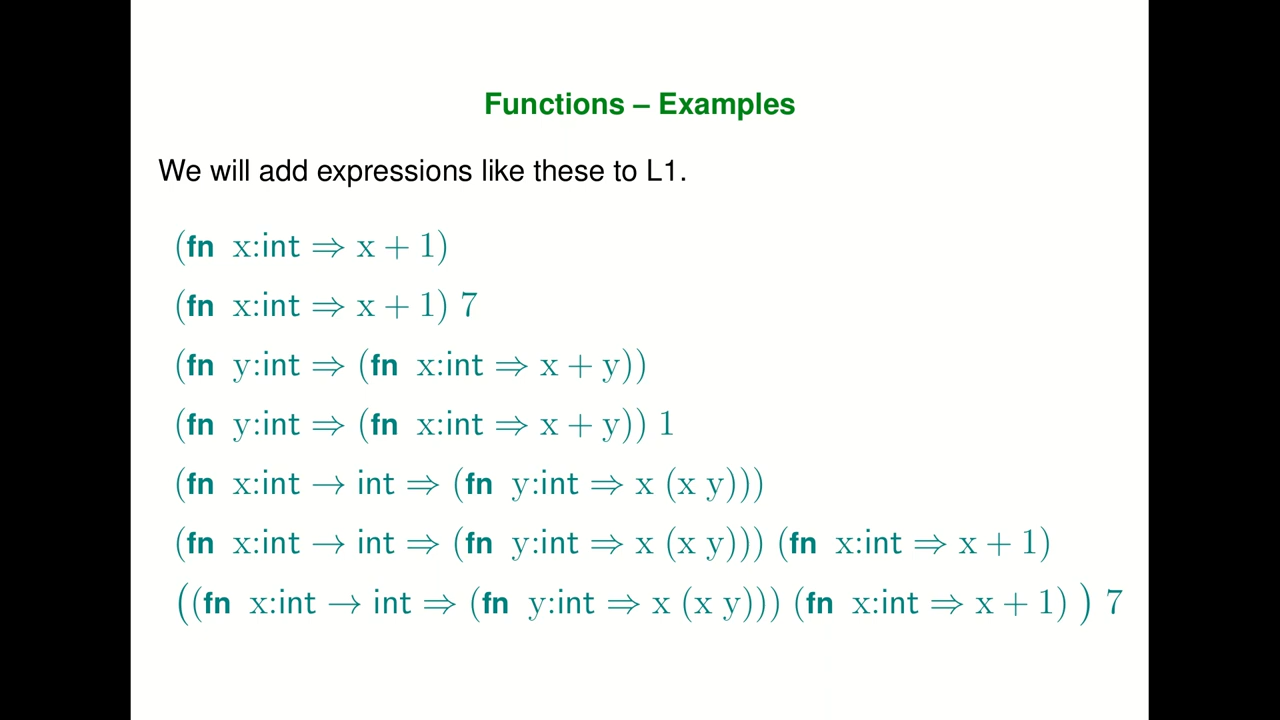 Functions – Examples
We will add expressions like these to L1.
(fn x:int ⇒ x + 1)
(fn x:int ⇒ x + 1) 7
(fn y:int ⇒ (fn x:int ⇒ x + y))
(fn y:int ⇒ (fn x:int ⇒ x + y)) 1
(fn x:int → int ⇒ (fn y:int ⇒ x (x y)))
(fn x:int → int ⇒ (fn y:int ⇒ x (x y))) (fn x:int ⇒ x + 1)
((fn x:int → int ⇒ (fn y:int ⇒ x (x y))) (fn x:int ⇒ x + 1) ) 7